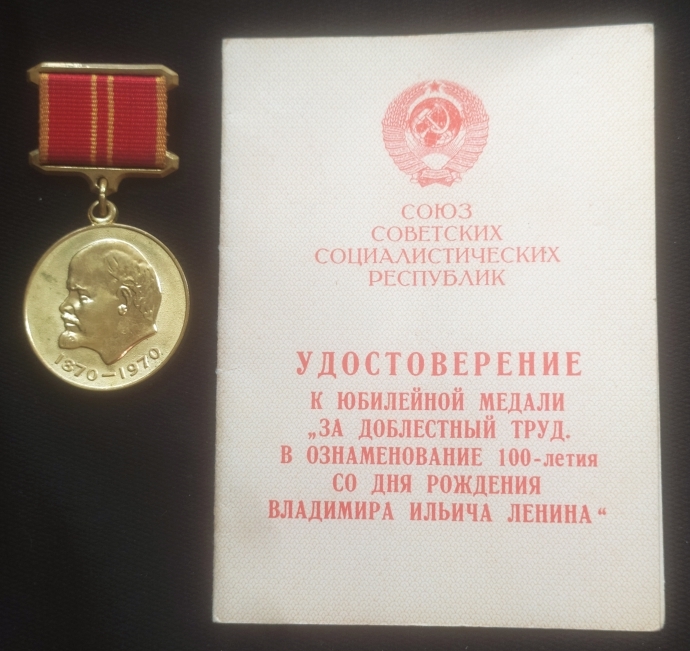 1870–1970
СОЮЗ
СОВЕТСКИХ
СОЦИАЛИСТИЧЕСКИХ
РЕСПУБЛИК
УДОСТОВЕРЕНИЕ
К ЮБИЛЕЙНОЙ МЕДАЛИ
„ЗА ДОБЛЕСТНЫЙ ТРУД.
В ОЗНАМЕНОВАНИЕ 100-летия
СО ДНЯ РОЖДЕНИЯ
ВЛАДИМИРА ИЛЬИЧА ЛЕНИНА“